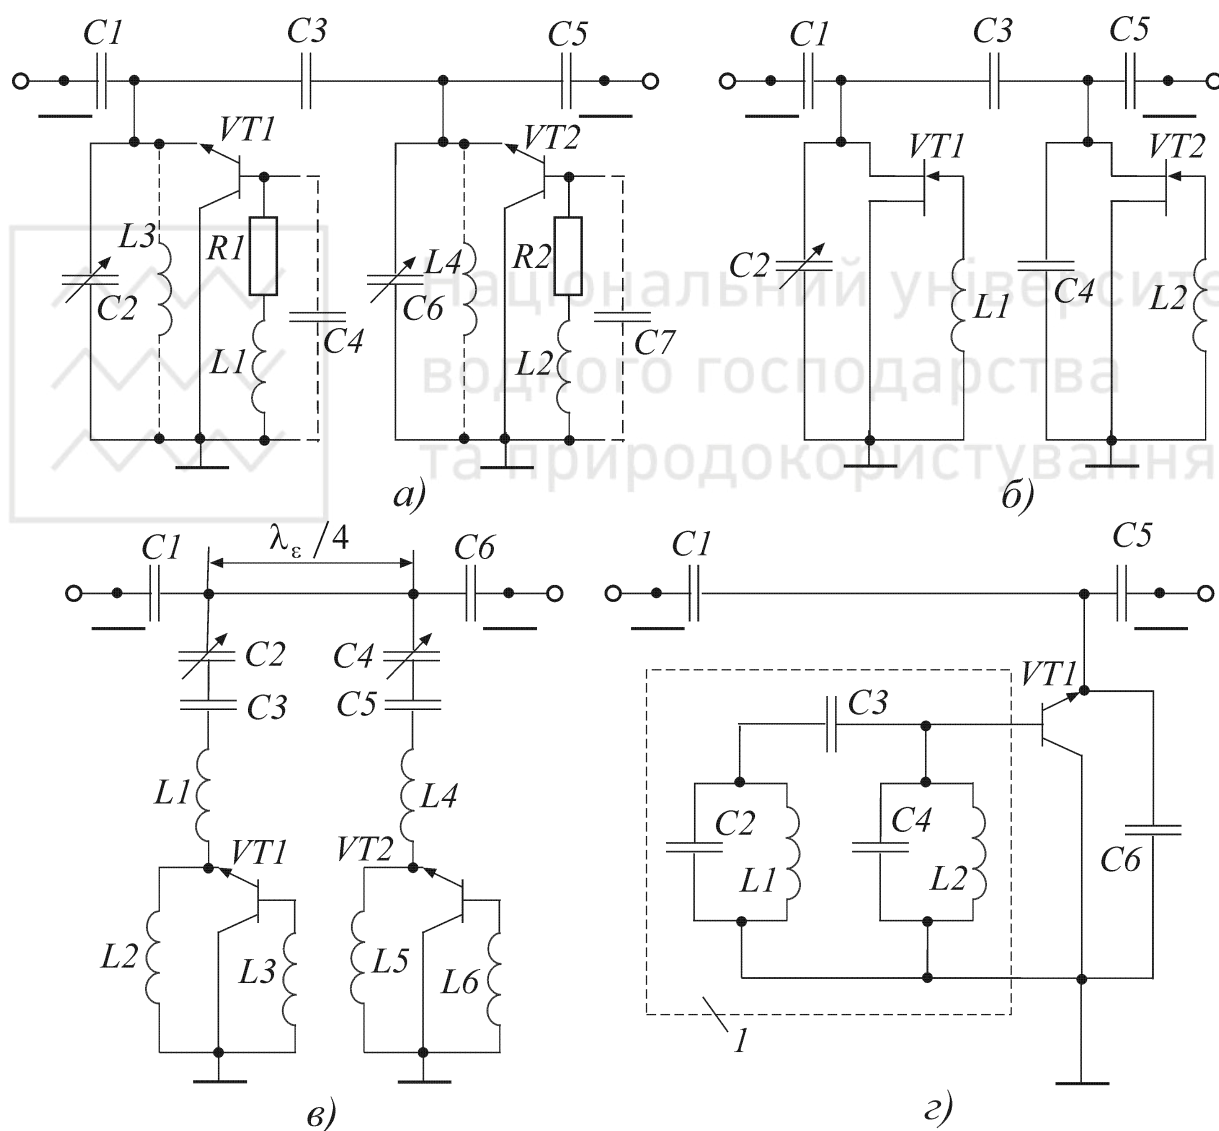 C1 C3 C5
VT1 VT2
L3 R1 L4 R2
C2 C6
L1 C4 L2 C7
а)
C1 C3 C5
VT1 VT2
C2 C4
L1 L2
б)
національний університе
водного господарства
та природокористування
C1 λε /4 C6
C2 C4
C3 C5
L1 L4
VT1 VT2
L2 L3 L5 L6
в)
C1 C5
VT1
C3
C2 C4
L1 L2 C6
1
г)